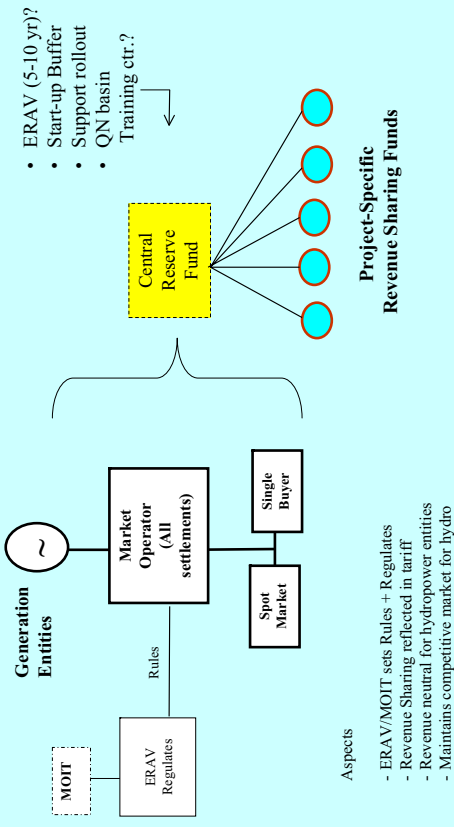 Generation
Entities
~
MOIT
ERAV
Regulates
Rules
Market
Operator
(All
settlements)
Spot
Market
Single
Buyer
Central
Reserve
Fund
• ERAV (5-10 yr)?
• Start-up Buffer
• Support rollout
• QN basin
Training ctr.?
Project-Specific
Revenue Sharing Funds
Aspects
- ERAV/MOIT sets Rules + Regulates
- Revenue Sharing reflected in tariff
- Revenue neutral for hydropower entities
- Maintains competitive market for hydro